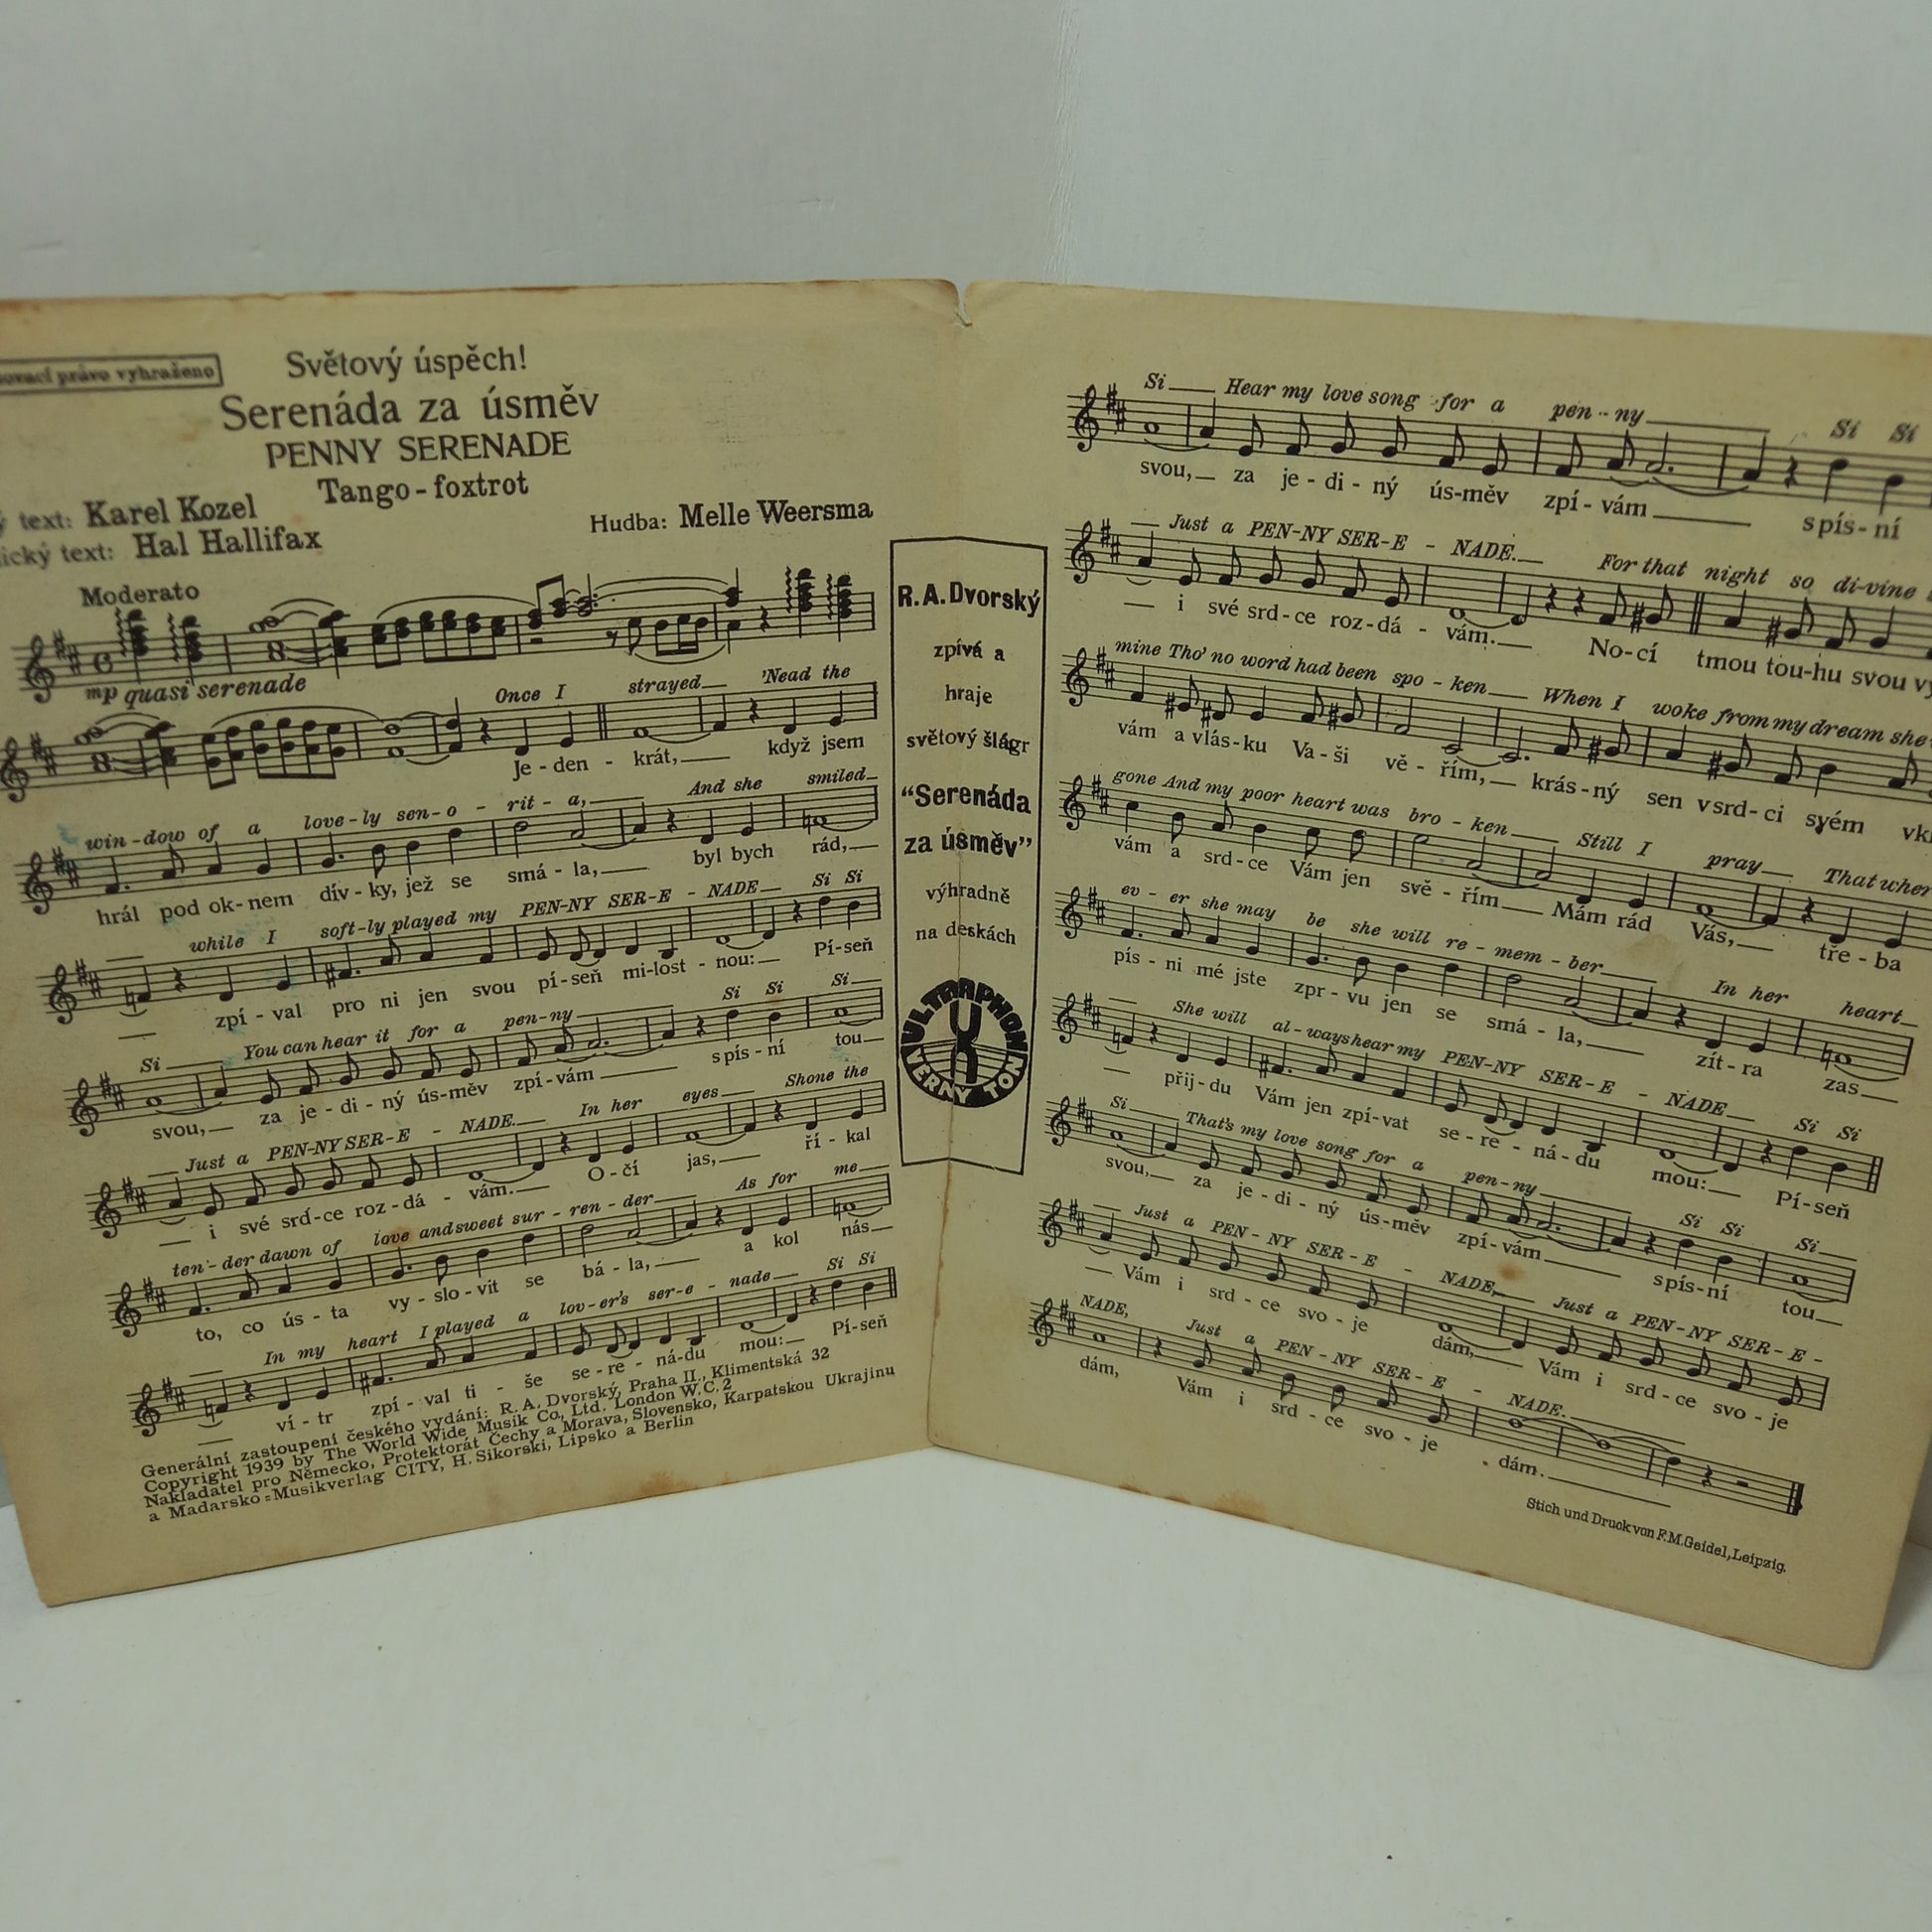 právo vyhraženo
Světový úspěch!
Serenáda za úsměv
PENNY SERENADE
Tango-foxtrot
text: Karel Kozel
text: Hal Hallifax
Hudba: Melle Weersma
Moderato
mp quasi serenade
Once I strayed 'Nead the
Je-den-krát, když jsem
win-dow of a love-ly sen-o-rit-a, And she smiled
hrál pod ok-nem dív-ky, jež se smá-la, byl bych rád,
while I soft-ly played my PEN-NY SER-E-NADE Si Si
zpí-val pro ni jen svou pí-seň mi-lost-nou: Pí-seň
Si You can hear it for a pen-ny Si Si Si
svou, za je-di-ný ús-měv zpí-vám spís-ní tou
Just a PEN-NY SER-E-NADE. In her eyes Shone the
i své srd-ce roz-dá-vám. O-čí jas, ří-kal
ten-der dawn of love and sweet sur-ren-der As for me
to, co ús-ta vy-slo-vit se bá-la, a kol nás
In my heart I played a lov-er's ser-e-nade Si Si
ví-tr zpí-val ti-še se-re-ná-du mou: Pí-seň
Generální zastoupení českého vydání: R. A. Dvorský, Praha II., Klimentská 32
Copyright 1939 by The World Wide Musik Co, Ltd. London W.C.2
Nakladatel pro Německo, Protektorát Čechy a Morava, Slovensko, Karpatskou Ukrajinu
a Madarsko=Musikverlag CITY, H. Sikorski, Lipsko a Berlin
R.A.Dvorský
zpívá a
hraje
světový šlágr
"Serenáda
za úsměv"
výhradně
na deskách
ULTRAPHON
VĚRNÝ TÓN
Si Hear my love song for a pen-ny Si Si
svou, za je-di-ný ús-měv zpí-vám spís-ní
Just a PEN-NY SER-E-NADE. For that night so di-vine
i své srd-ce roz-dá-vám. No-cí tmou tou-hu svou
mine Tho' no word had been spo-ken When I woke from my dream she
vám a vlás-ku Va-ši vě-řím, krás-ný sen v srd-ci svém
gone And my poor heart was bro-ken Still I pray That when
vám a srd-ce Vám jen svě-řím Mám rád Vás, tře-ba
ev-er she may be she will re-mem-ber In her heart
pís-ni mé jste zpr-vu jen se smá-la, zít-ra zas
She will al-ways hear my PEN-NY SER-E-NADE Si Si
přij-du Vám jen zpí-vat se-re-ná-du mou: Pí-seň
Si That's my love song for a pen-ny Si Si Si
svou, za je-di-ný ús-měv zpí-vám spís-ní tou
Just a PEN-NY SER-E-NADE, Just a PEN-NY SER-E-
Vám i srd-ce svo-je dám, Vám i srd-ce svo-je
NADE, Just a PEN-NY SER-E-NADE.
dám, Vám i srd-ce svo-je dám.
Stich und Druck von F.M.Geidel, Leipzig.